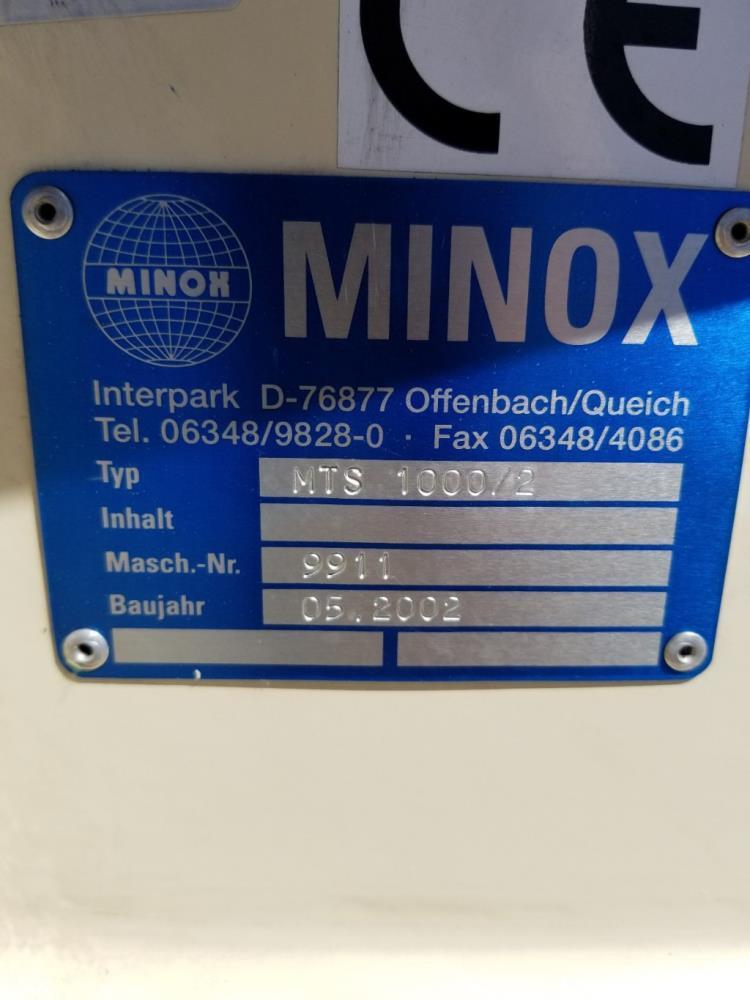 CE
MINOX
MINOX
Interpark D-76877 Offenbach/Queich
Tel. 06348/9828-0 · Fax 06348/4086
Typ MTS 1000/2
Inhalt
Masch.-Nr. 9911
Baujahr 05.2002